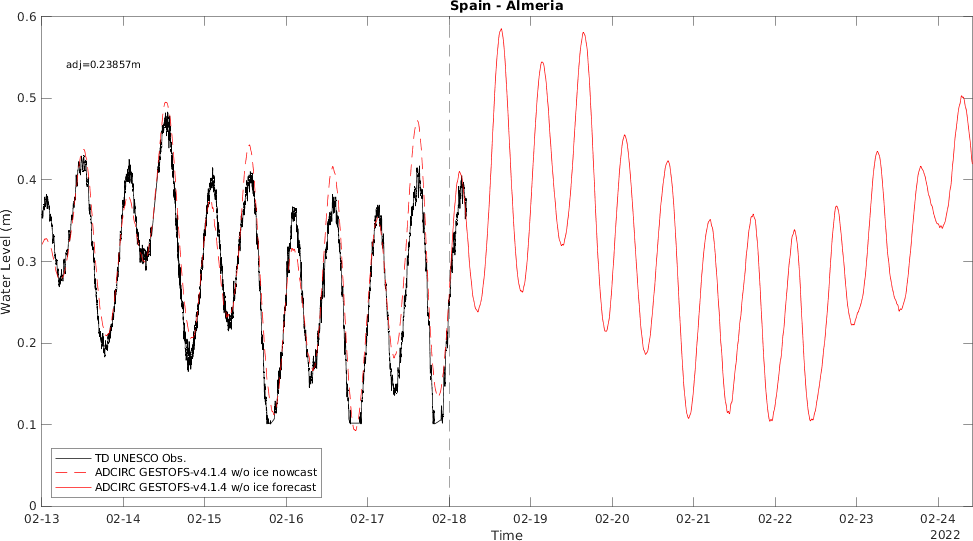 Spain - Almeria
adj=0.23857m
Water Level (m)
0.6
0.5
0.4
0.3
0.2
0.1
0
TD UNESCO Obs.
ADCIRC GESTOFS-v4.1.4 w/o ice nowcast
ADCIRC GESTOFS-v4.1.4 w/o ice forecast
02-13 02-14 02-15 02-16 02-17 02-18 02-19 02-20 02-21 02-22 02-23 02-24
2022
Time